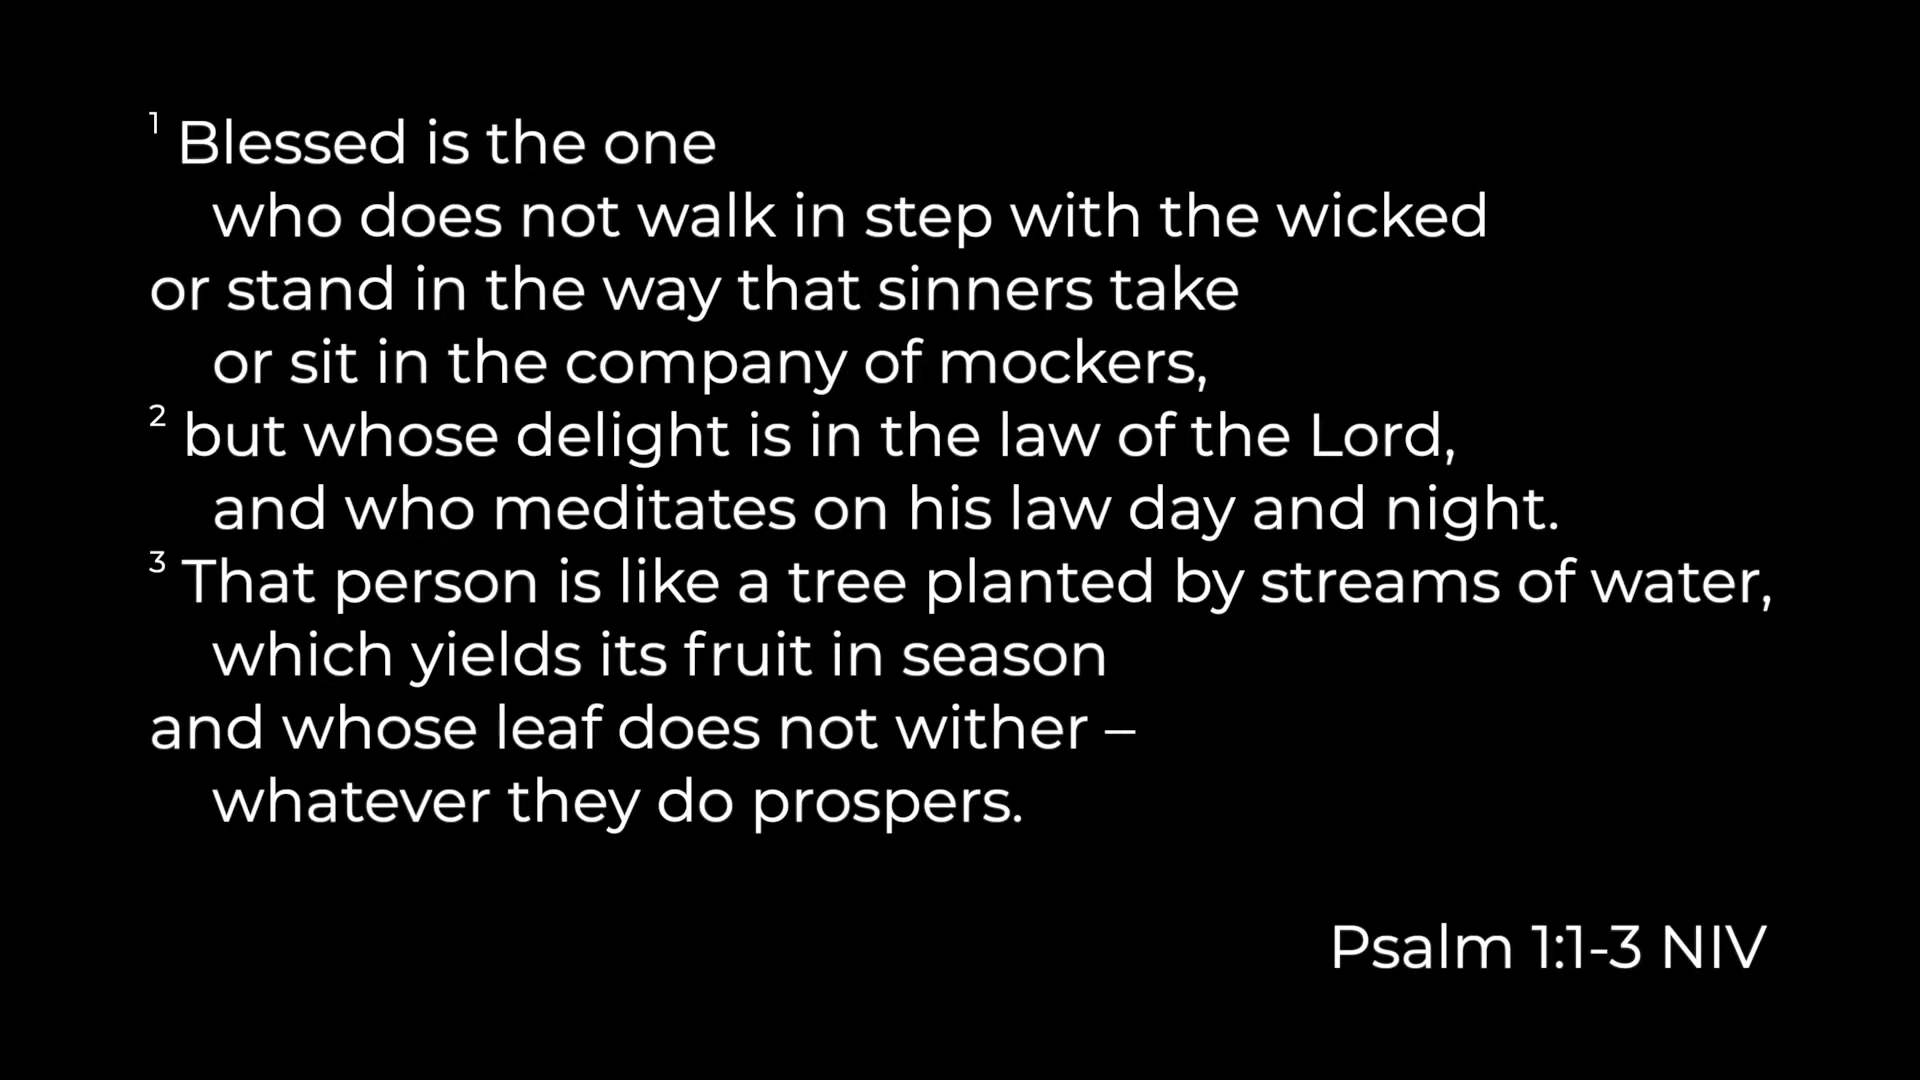 1 Blessed is the one
who does not walk in step with the wicked
or stand in the way that sinners take
or sit in the company of mockers,
2 but whose delight is in the law of the Lord,
and who meditates on his law day and night.
3 That person is like a tree planted by streams of water,
which yields its fruit in season
and whose leaf does not wither –
whatever they do prospers.
Psalm 1:1-3 NIV